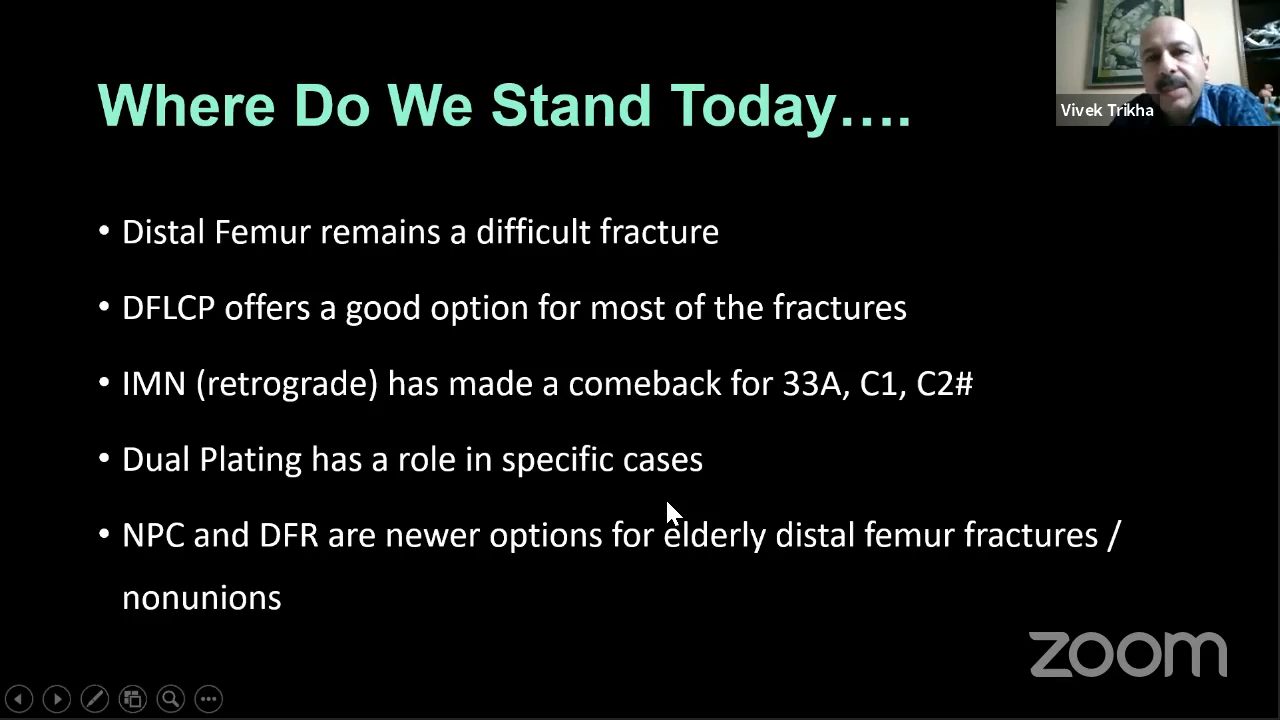 Where Do We Stand Today….
Vivek Trikha
• Distal Femur remains a difficult fracture
• DFLCP offers a good option for most of the fractures
• IMN (retrograde) has made a comeback for 33A, C1, C2#
• Dual Plating has a role in specific cases
• NPC and DFR are newer options for elderly distal femur fractures /
nonunions
zoom